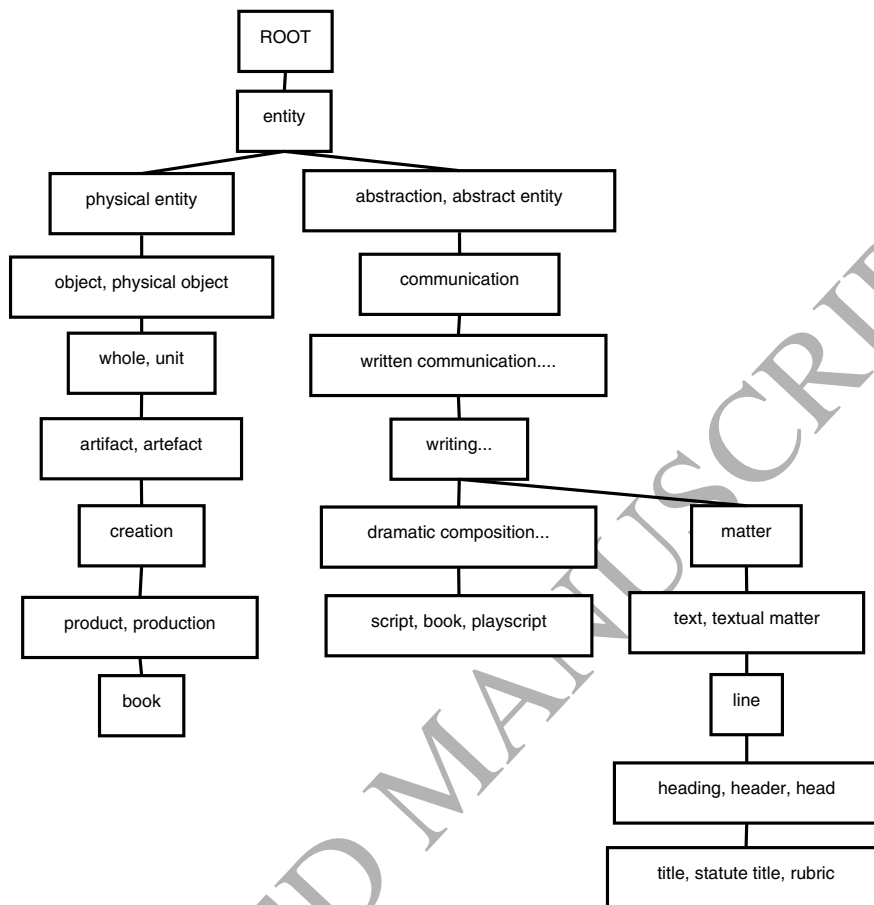 ROOT
entity
physical entity
abstraction, abstract entity
object, physical object
communication
whole, unit
written communication....
artifact, artefact
writing...
creation
dramatic composition...
matter
product, production
script, book, playscript
text, textual matter
book
line
heading, header, head
title, statute title, rubric